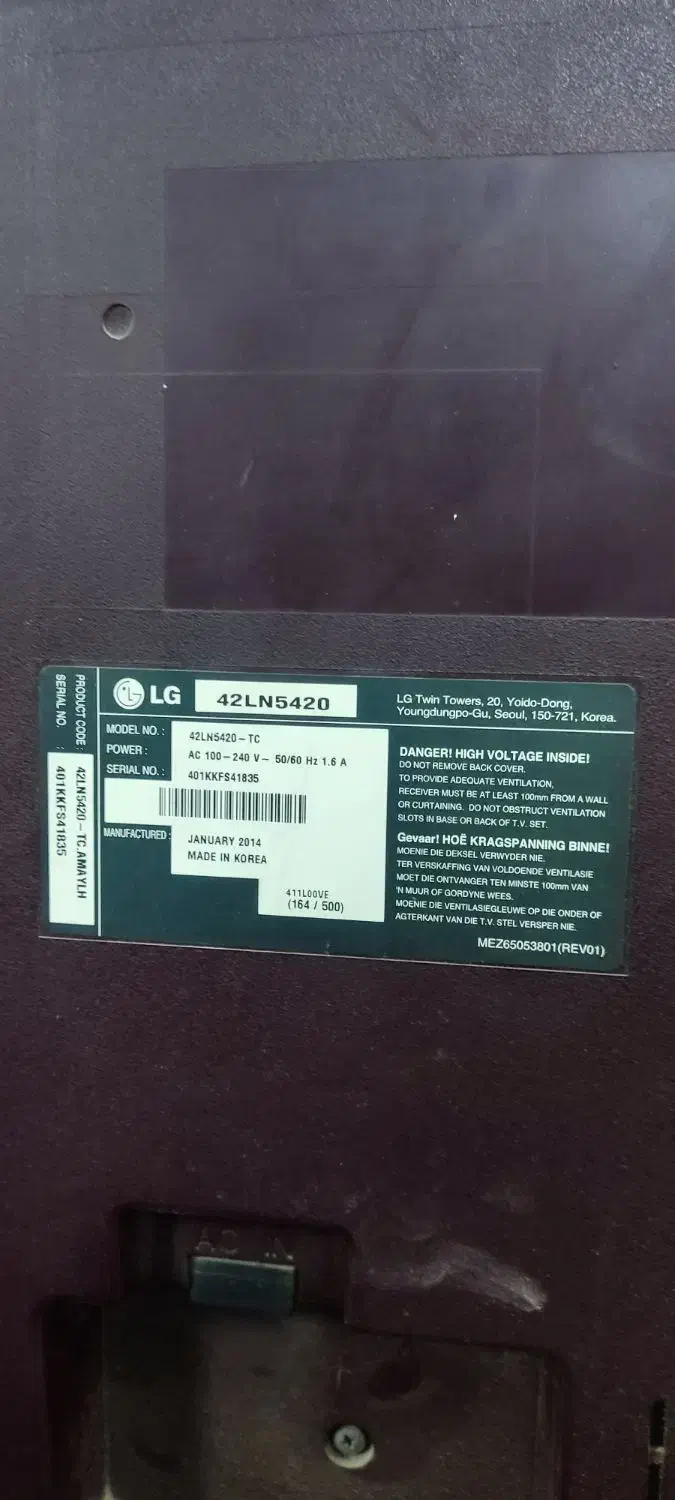 LG
42LN5420
LG Twin Towers, 20, Yoido-Dong,
Youngdungpo-Gu, Seoul, 150-721, Korea.
PRODUCT CODE : 42LN5420-TC.AMAYLH
SERIAL NO. : 401KKFS41835
MODEL NO. : 42LN5420-TC
POWER : AC 100-240 V~ 50/60 Hz 1.6 A
SERIAL NO. : 401KKFS41835
MANUFACTURED : JANUARY 2014
MADE IN KOREA
411L00VE
(164 / 500)
DANGER! HIGH VOLTAGE INSIDE!
DO NOT REMOVE BACK COVER.
TO PROVIDE ADEQUATE VENTILATION,
RECEIVER MUST BE AT LEAST 100mm FROM A WALL
OR CURTAINING. DO NOT OBSTRUCT VENTILATION
SLOTS IN BASE OR BACK OF T.V. SET.
Gevaar! HOË KRAGSPANNING BINNE!
MOENIE DIE DEKSEL VERWYDER NIE.
TER VERSKAFFING VAN VOLDOENDE VENTILASIE
MOET DIE ONTVANGER TEN MINSTE 100mm VAN
'N MUUR OF GORDYNE WEES.
MOENIE DIE VENTILASIEGLEUWE OP DIE ONDER OF
AGTERKANT VAN DIE T.V. STEL VERSPER NIE.
MEZ65053801(REV01)
AC IN